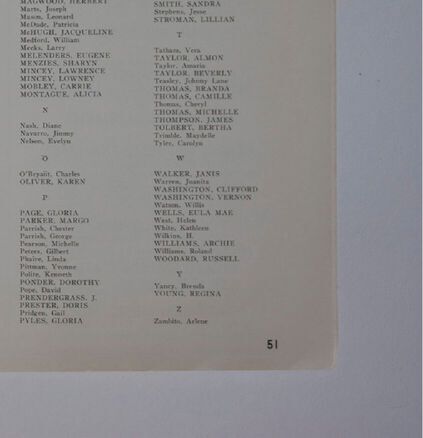 MAGWOOD, HERBERT
Marts, Joseph
Mason, Leonard
McDade, Patricia
McHUGH, JACQUELINE
Medford, William
Meeks, Larry
MELENDERS, EUGENE
MENZIES, SHARYN
MINCEY, LAWRENCE
MINCEY, LOWNEY
MOBLEY, CARRIE
MONTAGUE, ALICIA
N
Nash, Diane
Navarro, Jimmy
Nelson, Evelyn
O
O'Bryant, Charles
OLIVER, KAREN
P
PAGE, GLORIA
PARKER, MARGO
Parrish, Chester
Parrish, George
Pearson, Michelle
Peters, Gilbert
Phaire, Linda
Pittman, Yvonne
Polite, Kenneth
PONDER, DOROTHY
Pope, David
PRENDERGRASS, J.
PRESTER, DORIS
Pridgen, Gail
PYLES, GLORIA
SMITH, SANDRA
Stephens, Jesse
STROMAN, LILLIAN
T
Tatham, Vera
TAYLOR, ALMON
Taylor, Amaria
TAYLOR, BEVERLY
Teasley, Johnny Lane
THOMAS, BRANDA
THOMAS, CAMILLE
Thomas, Cheryl
THOMAS, MICHELLE
THOMPSON, JAMES
TOLBERT, BERTHA
Trimble, Maydelle
Tyler, Carolyn
W
WALKER, JANIS
Warren, Juanita
WASHINGTON, CLIFFORD
WASHINGTON, VERNON
Watson, Willis
WELLS, EULA MAE
West, Helen
White, Kathleen
Wilkins, H.
WILLIAMS, ARCHIE
Williams, Roland
WOODARD, RUSSELL
Y
Yancy, Brenda
YOUNG, REGINA
Z
Zambito, Arlene
51